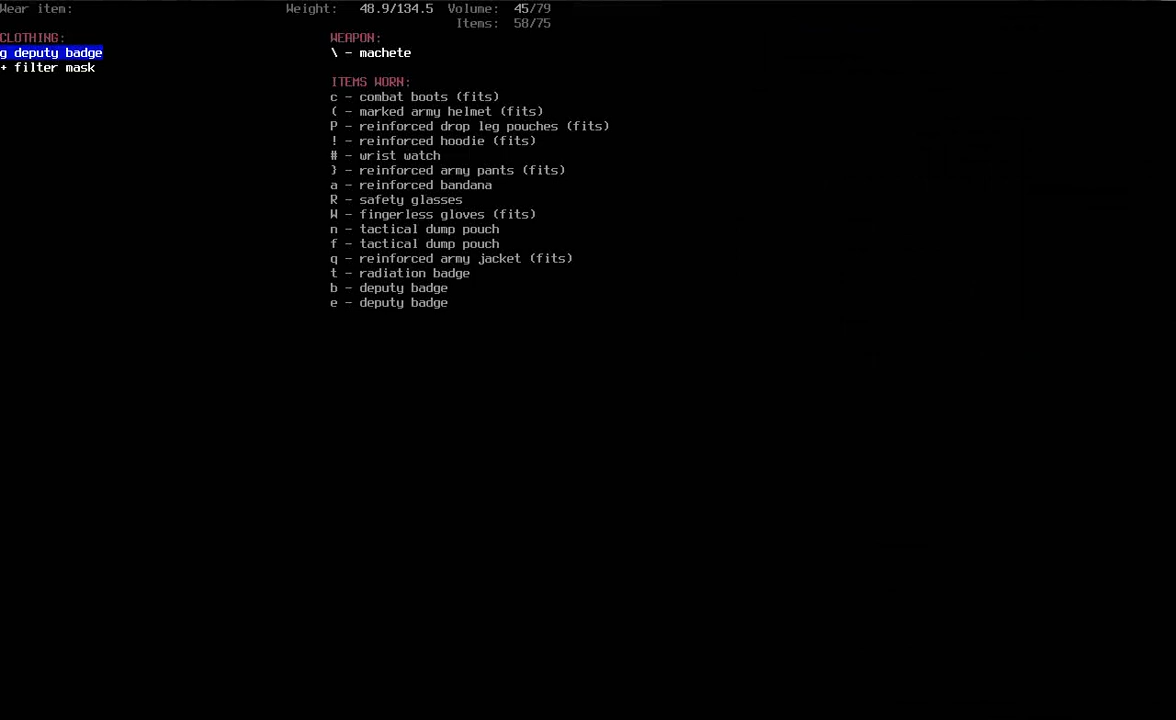 Wear item: Weight: 48.9/134.5 Volume: 45/79
Items: 58/75
CLOTHING: WEAPON:
g deputy badge \ - machete
+ filter mask
ITEMS WORN:
c - combat boots (fits)
( - marked army helmet (fits)
P - reinforced drop leg pouches (fits)
! - reinforced hoodie (fits)
# - wrist watch
} - reinforced army pants (fits)
a - reinforced bandana
R - safety glasses
W - fingerless gloves (fits)
n - tactical dump pouch
f - tactical dump pouch
q - reinforced army jacket (fits)
t - radiation badge
b - deputy badge
e - deputy badge